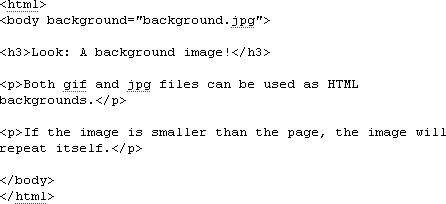 <html>
<body background="background.jpg">
<h3>Look: A background image!</h3>
<p>Both gif and jpg files can be used as HTML
backgrounds.</p>
<p>If the image is smaller than the page, the image will
repeat itself.</p>
</body>
</html>